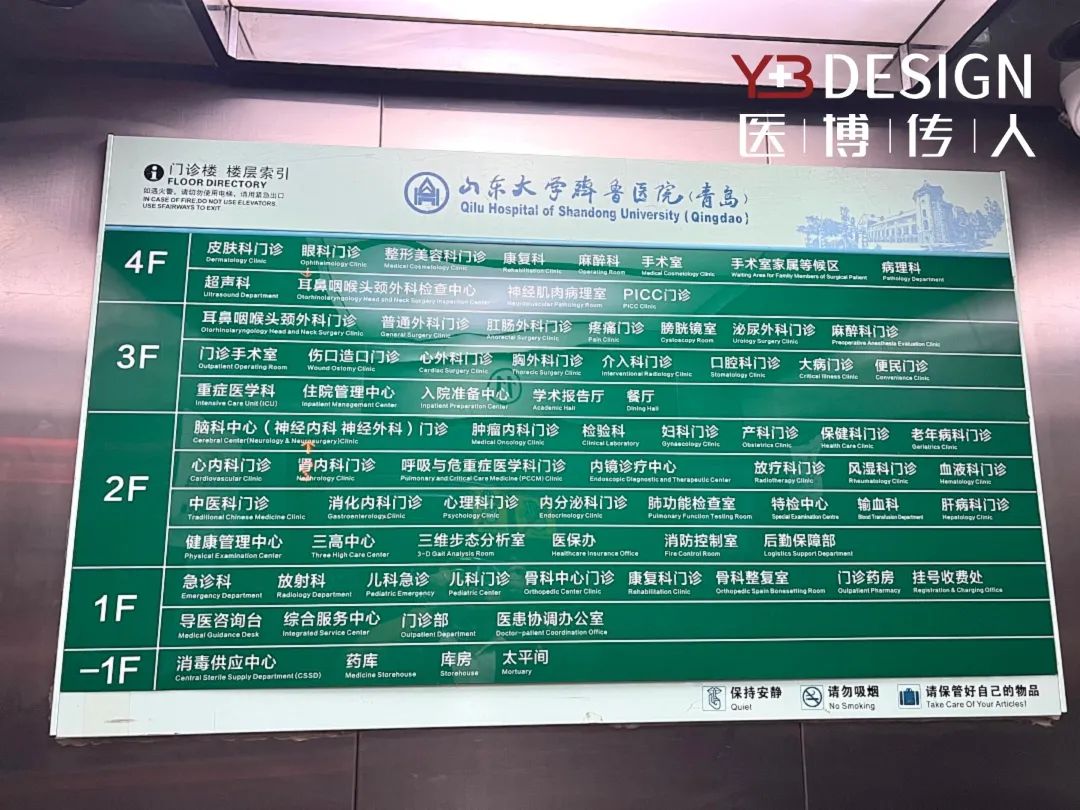 YB DESIGN
医博传人
门诊楼 楼层索引
FLOOR DIRECTORY
如遇火警，请切勿使用电梯，请用紧急出口
IN CASE OF FIRE,DO NOT USE ELEVATORS,
USE SFAIRWAYS TO EXIT
山东大学齐鲁医院(青岛)
Qilu Hospital of Shandong University (Qingdao)
4F
皮肤科门诊 眼科门诊 整形美容科门诊 康复科 麻醉科 手术室 手术室家属等候区 病理科
Dermatology Clinic Ophthalmology Clinic Medical Cosmetology Clinic Rehabilitation Clinic Operating Room Medical Cosmetology Clinic Waiting Area for Family Members of Surgical Patient Pathology Department
超声科 耳鼻咽喉头颈外科检查中心 神经肌肉病理室 PICC门诊
Ultrasound Department Otorhinolaryngology Head and Neck Surgery Inspection Center Neuromuscular Pathology Room PICC Clinic
3F
耳鼻咽喉头颈外科门诊 普通外科门诊 肛肠外科门诊 疼痛门诊 膀胱镜室 泌尿外科门诊 麻醉科门诊
Otorhinolaryngology Head and Neck Surgery Clinic General Surgery Clinic Anorectal Surgery Clinic Pain Clinic Cystoscopy Room Urology Surgery Clinic Preoperative Anesthesia Evaluation Clinic
门诊手术室 伤口造口门诊 心外科门诊 胸外科门诊 介入科门诊 口腔科门诊 大病门诊 便民门诊
Outpatient Operating Room Wound Ostomy Clinic Cardiac Surgery Clinic Thoracic Surgery Clinic Interventional Radiology Clinic Stomatology Clinic Critical Illness Clinic Convenience Clinic
重症医学科 住院管理中心 入院准备中心 学术报告厅 餐厅
Intensive Care Unit (ICU) Inpatient Management Center Inpatient Preparation Center Academic Hall Dining Hall
2F
脑科中心（神经内科 神经外科）门诊 肿瘤内科门诊 检验科 妇科门诊 产科门诊 保健科门诊 老年病科门诊
Cerebral Center(Neurology & Neurosurgery)Clinic Medical Oncology Clinic Clinical Laboratory Gynaecology Clinic Obstetrics Clinic Health Care Clinic Geriatrics Clinic
心内科门诊 肾内科门诊 呼吸与危重症医学科门诊 内镜诊疗中心 放疗科门诊 风湿科门诊 血液科门诊
Cardiovascular Clinic Nephrology Clinic Pulmonary and Critical Care Medicine (PCCM) Clinic Endoscopic Diagnostic and Therapeutic Center Radiotherapy Clinic Rheumatology Clinic Hematology Clinic
中医科门诊 消化内科门诊 心理科门诊 内分泌科门诊 肺功能检查室 特检中心 输血科 肝病科门诊
Traditional Chinese Medicine Clinic Gastroenterology Clinic Psychology Clinic Endocrinology Clinic Pulmonary Function Testing Room Special Examination Centre Blood Transfusion Department Hepatology Clinic
健康管理中心 三高中心 三维步态分析室 医保办 消防控制室 后勤保障部
Physical Examination Center Three High Care Center 3-D Gait Analysis Room Healthcare Insurance Office Fire Control Room Logistics Support Department
1F
急诊科 放射科 儿科急诊 儿科门诊 骨科中心门诊 康复科门诊 骨科整复室 门诊药房 挂号收费处
Emergency Department Radiology Department Pediatric Emergency Pediatric Center Orthopedic Center Clinic Rehabilitation Clinic Orthopedic Spain Bonesetting Room Outpatient Pharmacy Registration & Charging Office
导医咨询台 综合服务中心 门诊部 医患协调办公室
Medical Guidance Desk Integrated Service Center Outpatient Department Doctor-patient Coordination Office
-1F
消毒供应中心 药库 库房 太平间
Central Sterile Supply Department (CSSD) Medicine Storehouse Storehouse Mortuary
保持安静 请勿吸烟 请保管好自己的物品
Quiet No Smoking Take Care Of Your Articles!